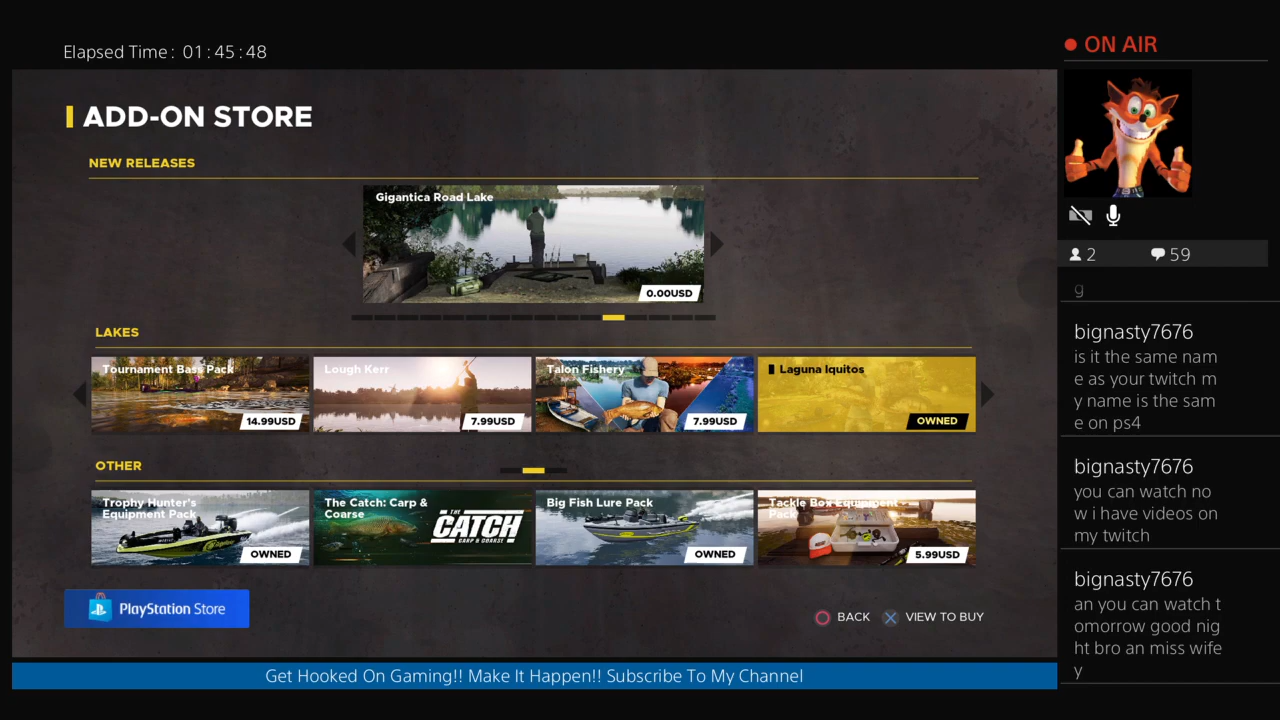 Elapsed Time: 01:45:48
ON AIR
ADD-ON STORE
NEW RELEASES
Gigantica Road Lake
0.00USD
2
59
g
LAKES
Tournament Bass Pack
14.99USD
Lough Kerr
7.99USD
Talon Fishery
7.99USD
Laguna Iquitos
OWNED
OTHER
Trophy Hunter's
Equipment Pack
OWNED
The Catch: Carp &
Coarse
THE
CATCH
CARP & COARSE
Big Fish Lure Pack
OWNED
Tackle Box Equipment
Pack
5.99USD
PlayStation Store
BACK
VIEW TO BUY
bignasty7676
is it the same nam
e as your twitch m
y name is the sam
e on ps4
bignasty7676
you can watch no
w i have videos on
my twitch
bignasty7676
an you can watch t
omorrow good nig
ht bro an miss wife
y
Get Hooked On Gaming!! Make It Happen!! Subscribe To My Channel